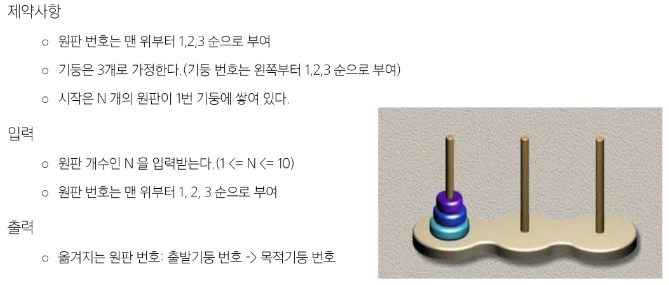 제약사항
○ 원판 번호는 맨 위부터 1,2,3 순으로 부여
○ 기둥은 3개로 가정한다.(기둥 번호는 왼쪽부터 1,2,3 순으로 부여)
○ 시작은 N 개의 원판이 1번 기둥에 쌓여 있다.
입력
○ 원판 개수인 N 을 입력받는다.(1 <= N <= 10)
○ 원판 번호는 맨 위부터 1, 2, 3 순으로 부여
출력
○ 옮겨지는 원판 번호: 출발기둥 번호 -> 목적기둥 번호